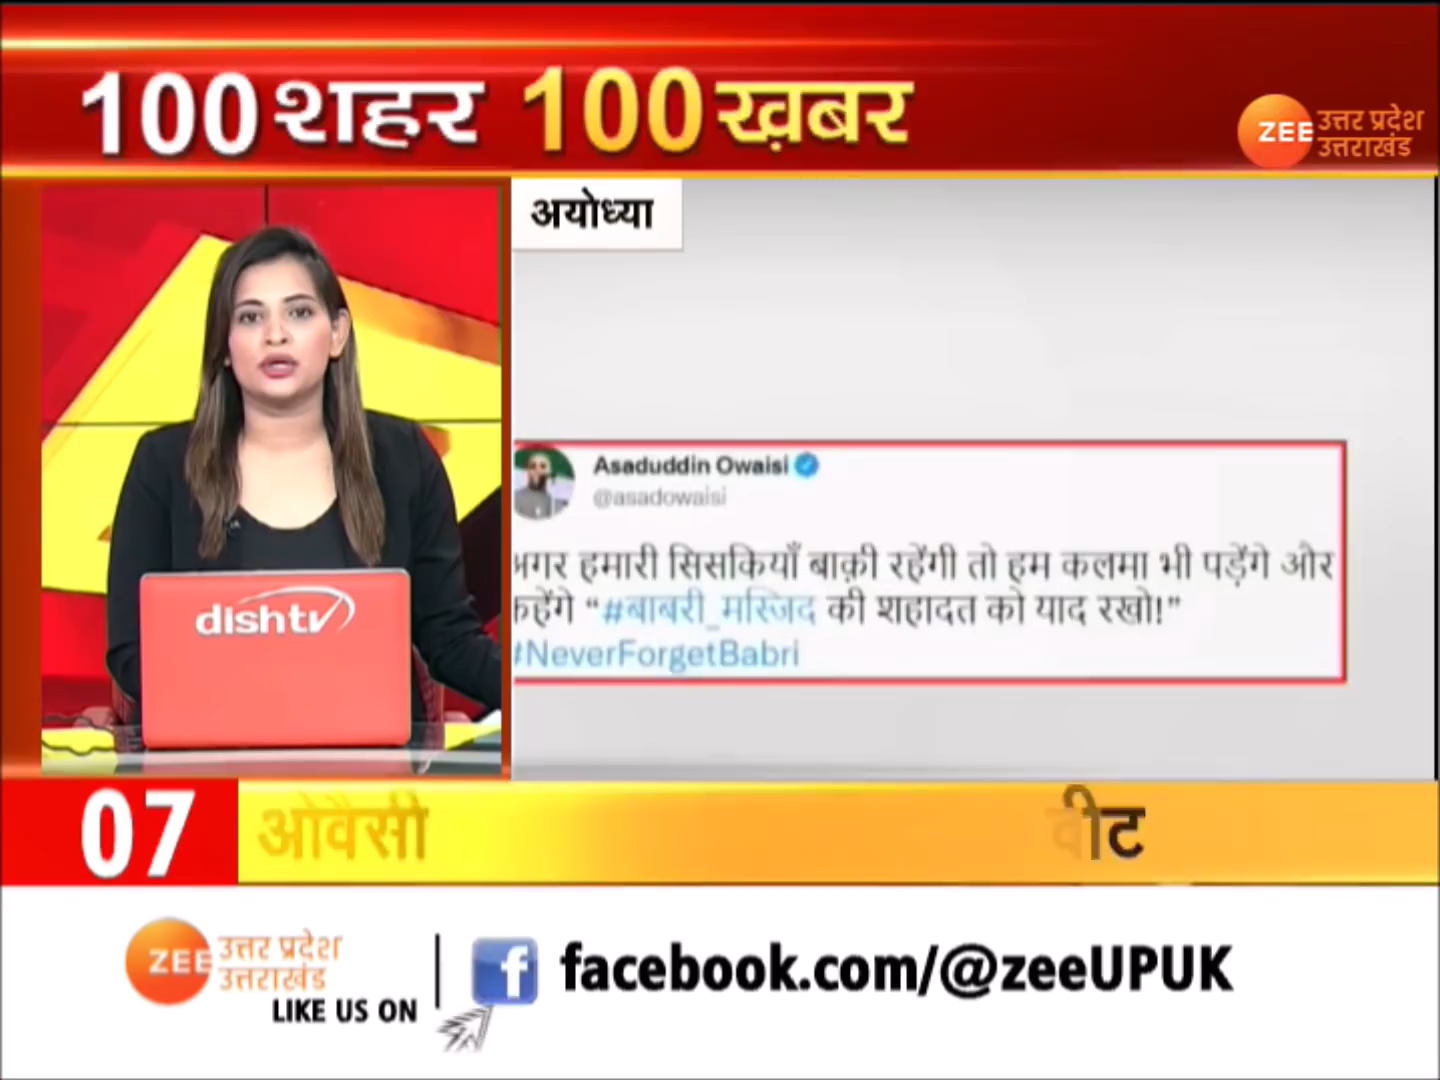 100 शहर 100 ख़बर
ZEE उत्तर प्रदेश
उत्तराखंड
अयोध्या
Asaduddin Owaisi
@asadowaisi
अगर हमारी सिसकियाँ बाक़ी रहेंगी तो हम कलमा भी पड़ेंगे और
कहेंगे “#बाबरी_मस्जिद की शहादत को याद रखो!”
#NeverForgetBabri
dishtv
07 ओवैसी वीट
ZEE उत्तर प्रदेश
उत्तराखंड
LIKE US ON
facebook.com/@zeeUPUK